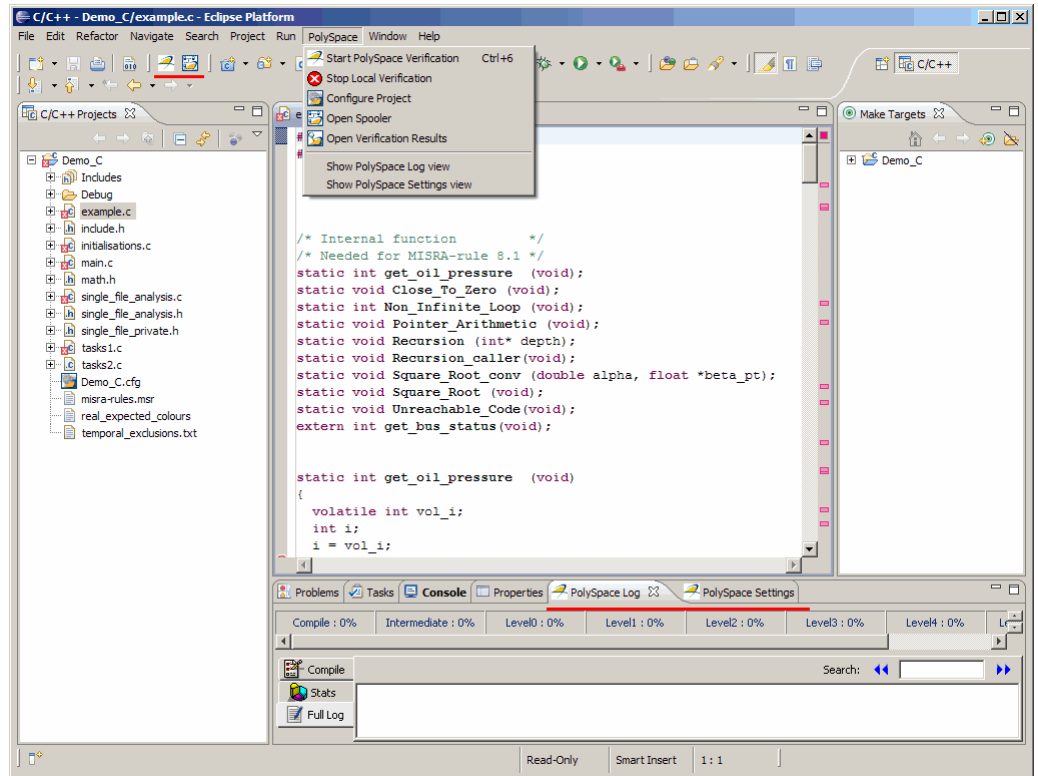 C/C++ - Demo_C/example.c - Eclipse Platform
File Edit Refactor Navigate Search Project Run PolySpace Window Help
Start PolySpace Verification Ctrl+6
Stop Local Verification
Configure Project
Open Spooler
Open Verification Results
Show PolySpace Log view
Show PolySpace Settings view
C/C++
C/C++ Projects
Demo_C
Includes
Debug
example.c
include.h
initialisations.c
main.c
math.h
single_file_analysis.c
single_file_analysis.h
single_file_private.h
tasks1.c
tasks2.c
Demo_C.cfg
misra-rules.msr
real_expected_colours
temporal_exclusions.txt
e
#
#
/* Internal function */
/* Needed for MISRA-rule 8.1 */
static int get_oil_pressure (void);
static void Close_To_Zero (void);
static int Non_Infinite_Loop (void);
static void Pointer_Arithmetic (void);
static void Recursion (int* depth);
static void Recursion_caller(void);
static void Square_Root_conv (double alpha, float *beta_pt);
static void Square_Root (void);
static void Unreachable_Code(void);
extern int get_bus_status(void);
static int get_oil_pressure (void)
{
volatile int vol_i;
int i;
i = vol_i;
Make Targets
Demo_C
Problems Tasks Console Properties PolySpace Log PolySpace Settings
Compile : 0% Intermediate : 0% Level0 : 0% Level1 : 0% Level2 : 0% Level3 : 0% Level4 : 0%
Compile
Search:
Stats
Full Log
Read-Only Smart Insert 1 : 1